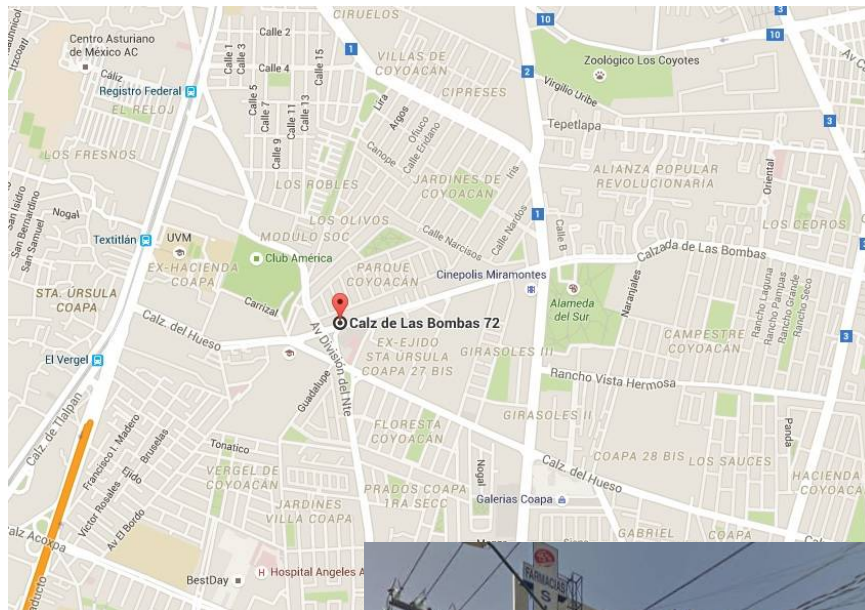 CIRUELOS
Calle 2
Calle 1
Calle 3
Calle 15
Centro Asturiano
de México AC
Calle 4
VILLAS DE
COYOACÁN
Zoológico Los Coyotes
Cáliz
Registro Federal
EL RELOJ
Calle 5
Calle 7
Calle 11
Calle 13
Calle 9
Lira
Argos
Ofiuco
Calle Eridano
Canope
CIPRESES
Virgilio Uribe
Tepetlapa
LOS FRESNOS
LOS ROBLES
JARDINES DE
COYOACÁN
Iris
ALIANZA POPULAR
REVOLUCIONARIA
Oriental
San Isidro
San Bernardino
San Samuel
Nogal
LOS OLIVOS
MODULO SOC
Calle Narcisos
Calle Nardos
Calle B
LOS CEDROS
Textitlán
UVM
EX-HACIENDA
COAPA
Club América
PARQUE
COYOACÁN
Cinepolis Miramontes
Calzada de Las Bombas
STA. ÚRSULA
COAPA
Carrizal
Calz de Las Bombas 72
Alameda
del Sur
Naranjales
Rancho Laguna
Rancho Pampas
Rancho Grande
Rancho Seco
Calz. del Hueso
Av División del Nte
EX-EJIDO
STA ÚRSULA
COAPA 27 BIS
GIRASOLES III
CAMPESTRE
COYOACÁN
El Vergel
Guadalupe
Rancho Vista Hermosa
Calz. de Tlalpan
Francisco I. Madero
Bruselas
Tonatico
FLORESTA
COYOACÁN
GIRASOLES II
Panda
Ejido
Víctor Rosales
VERGEL DE
COYOACÁN
Nogal
Calz. del Hueso
COAPA 28 BIS
LOS SAUCES
HACIENDA
COYOACA
Av El Bordo
JARDINES
VILLA COAPA
PRADOS COAPA
1RA SECC
Galerias Coapa
Calz Acoxpa
GABRIEL
COAPA
BestDay
Hospital Angeles A
FARMACIAS
S
10
1
2
10
3
1
3
3